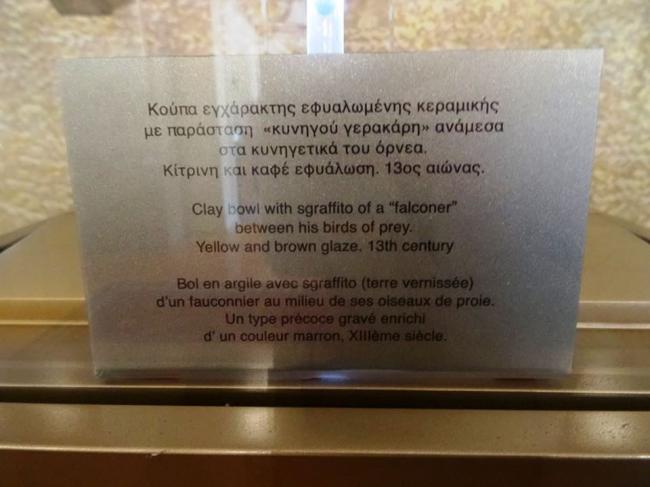 Κούπα εγχάρακτης εφυαλωμένης κεραμικής
με παράσταση «κυνηγού γερακάρη» ανάμεσα
στα κυνηγετικά του όρνεα.
Κίτρινη και καφέ εφυάλωση. 13ος αιώνας.
Clay bowl with sgraffito of a “falconer”
between his birds of prey.
Yellow and brown glaze. 13th century
Bol en argile avec sgraffito (terre vernissée)
d'un fauconnier au milieu de ses oiseaux de proie.
Un type précoce gravé enrichi
d' un couleur marron, XIIIème siècle.